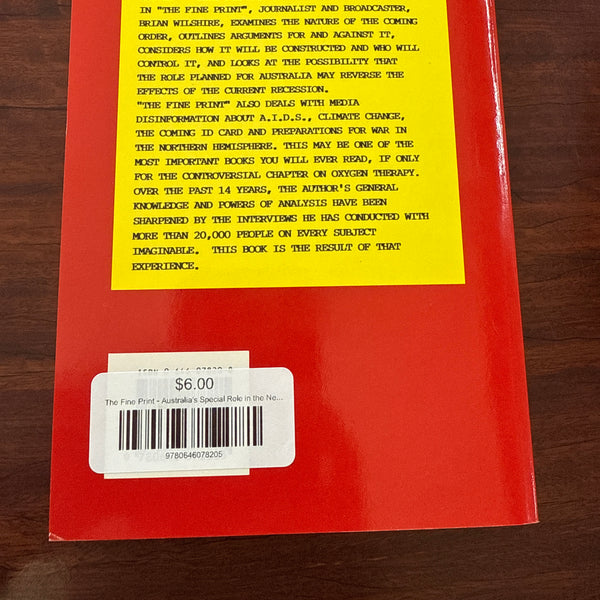 IN "THE FINE PRINT", JOURNALIST AND BROADCASTER,
BRIAN WILSHIRE, EXAMINES THE NATURE OF THE COMING
ORDER, OUTLINES ARGUMENTS FOR AND AGAINST IT,
CONSIDERS HOW IT WILL BE CONSTRUCTED AND WHO WILL
CONTROL IT, AND LOOKS AT THE POSSIBILITY THAT
THE ROLE PLANNED FOR AUSTRALIA MAY REVERSE THE
EFFECTS OF THE CURRENT RECESSION.
"THE FINE PRINT" ALSO DEALS WITH MEDIA
DISINFORMATION ABOUT A.I.D.S., CLIMATE CHANGE,
THE COMING ID CARD AND PREPARATIONS FOR WAR IN
THE NORTHERN HEMISPHERE. THIS MAY BE ONE OF THE
MOST IMPORTANT BOOKS YOU WILL EVER READ, IF ONLY
FOR THE CONTROVERSIAL CHAPTER ON OXYGEN THERAPY.
OVER THE PAST 14 YEARS, THE AUTHOR'S GENERAL
KNOWLEDGE AND POWERS OF ANALYSIS HAVE BEEN
SHARPENED BY THE INTERVIEWS HE HAS CONDUCTED WITH
MORE THAN 20,000 PEOPLE ON EVERY SUBJECT
IMAGINABLE. THIS BOOK IS THE RESULT OF THAT
EXPERIENCE.
$6.00
The Fine Print - Australia's Special Role in the Ne...
9780646078205